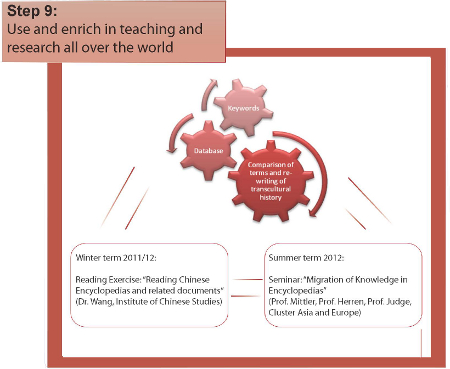 Step 9:
Use and enrich in teaching and
research all over the world
Keywords
Database
Comparison of
terms and re-
writing of
transcultural
history
Winter term 2011/12:
Reading Exercise: “Reading Chinese
Encyclopedias and related documents“
(Dr. Wang, Institute of Chinese Studies)
Summer term 2012:
Seminar: “Migration of Knowledge in
Encyclopedias”
(Prof. Mittler, Prof. Herren, Prof. Judge,
Cluster Asia and Europe)